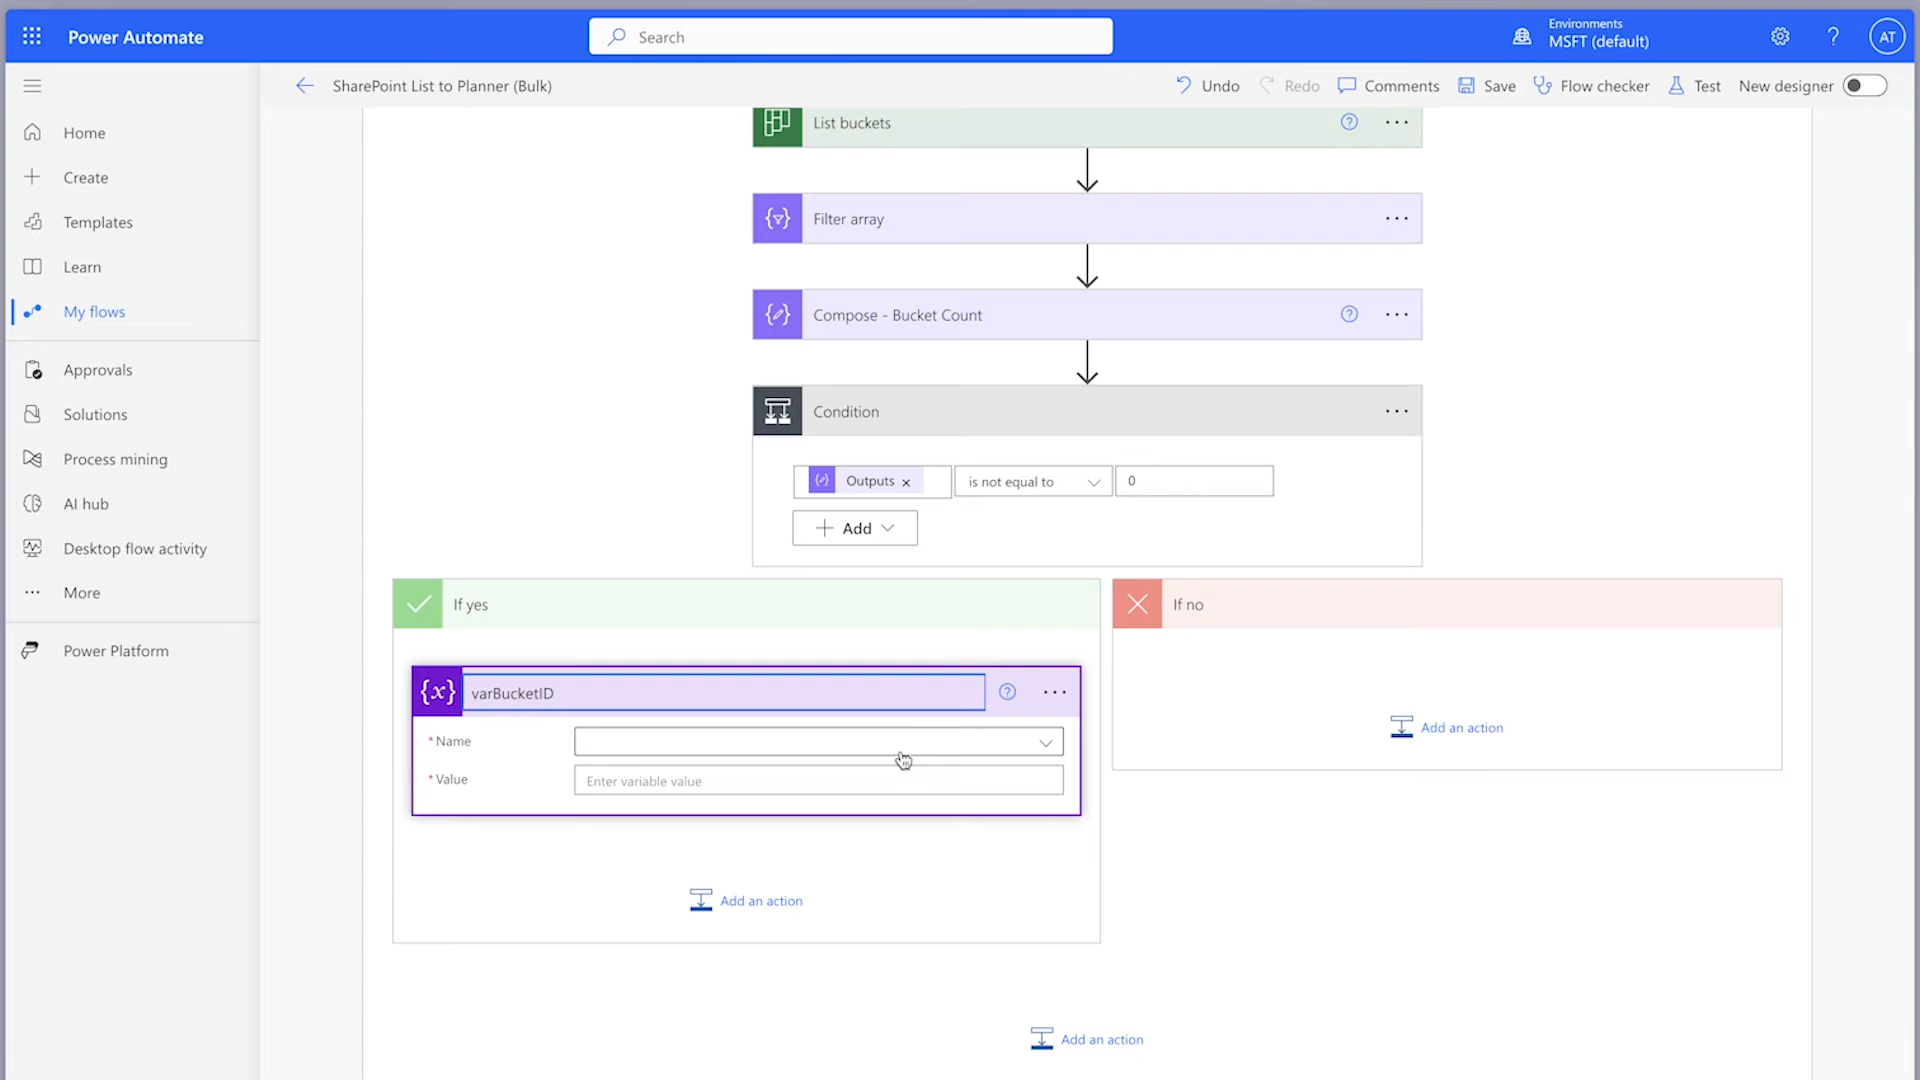 Power Automate
Search
Environments
MSFT (default)
?
AT
SharePoint List to Planner (Bulk)
Undo
Redo
Comments
Save
Flow checker
Test
New designer
Home
Create
Templates
Learn
My flows
Approvals
Solutions
Process mining
AI hub
Desktop flow activity
More
Power Platform
List buckets
?
Filter array
Compose - Bucket Count
?
Condition
Outputs
is not equal to
0
Add
If yes
If no
{x}
varBucketID
?
* Name
* Value
Enter variable value
Add an action
Add an action
Add an action